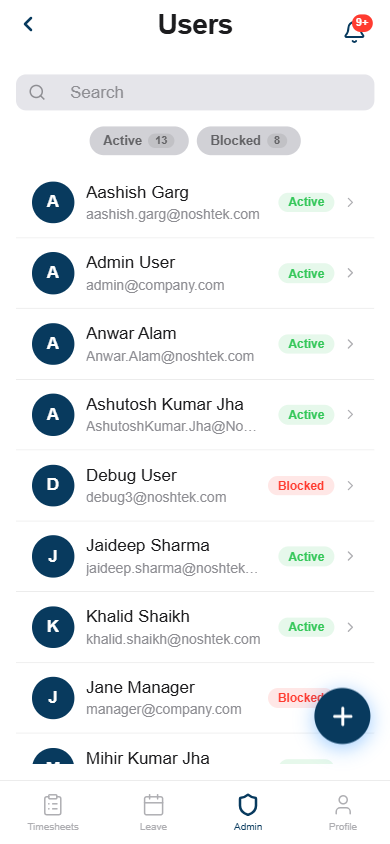 Users
9+
Search
Active 13 Blocked 8
A
Aashish Garg
aashish.garg@noshtek.com
Active
A
Admin User
admin@company.com
Active
A
Anwar Alam
Anwar.Alam@noshtek.com
Active
A
Ashutosh Kumar Jha
AshutoshKumar.Jha@No...
Active
D
Debug User
debug3@noshtek.com
Blocked
J
Jaideep Sharma
jaideep.sharma@noshtek...
Active
K
Khalid Shaikh
khalid.shaikh@noshtek.com
Active
J
Jane Manager
manager@company.com
Blocked
Mihir Kumar Jha
Timesheets Leave Admin Profile